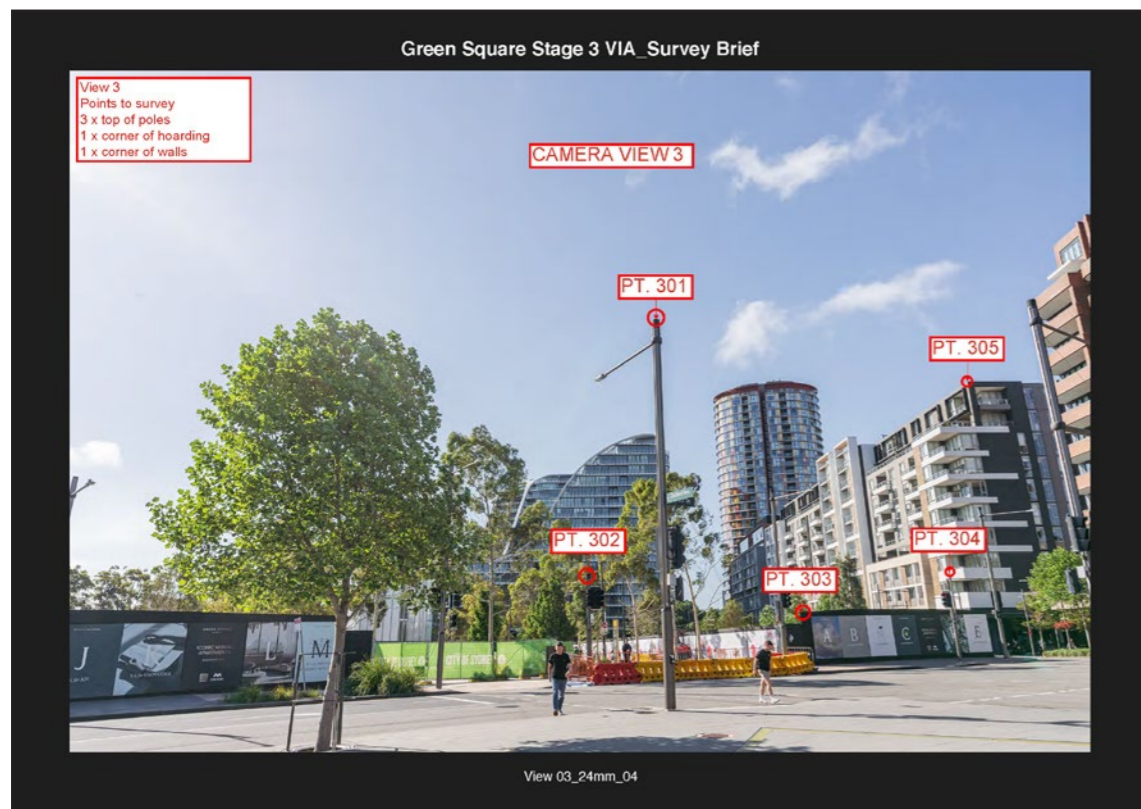 Green Square Stage 3 VIA_Survey Brief
View 3
Points to survey
3 x top of poles
1 x corner of hoarding
1 x corner of walls
CAMERA VIEW 3
PT. 301
PT. 305
PT. 302
PT. 304
PT. 303
J
L
M
CITY OF SYDNEY
A
B
E
View 03_24mm_04